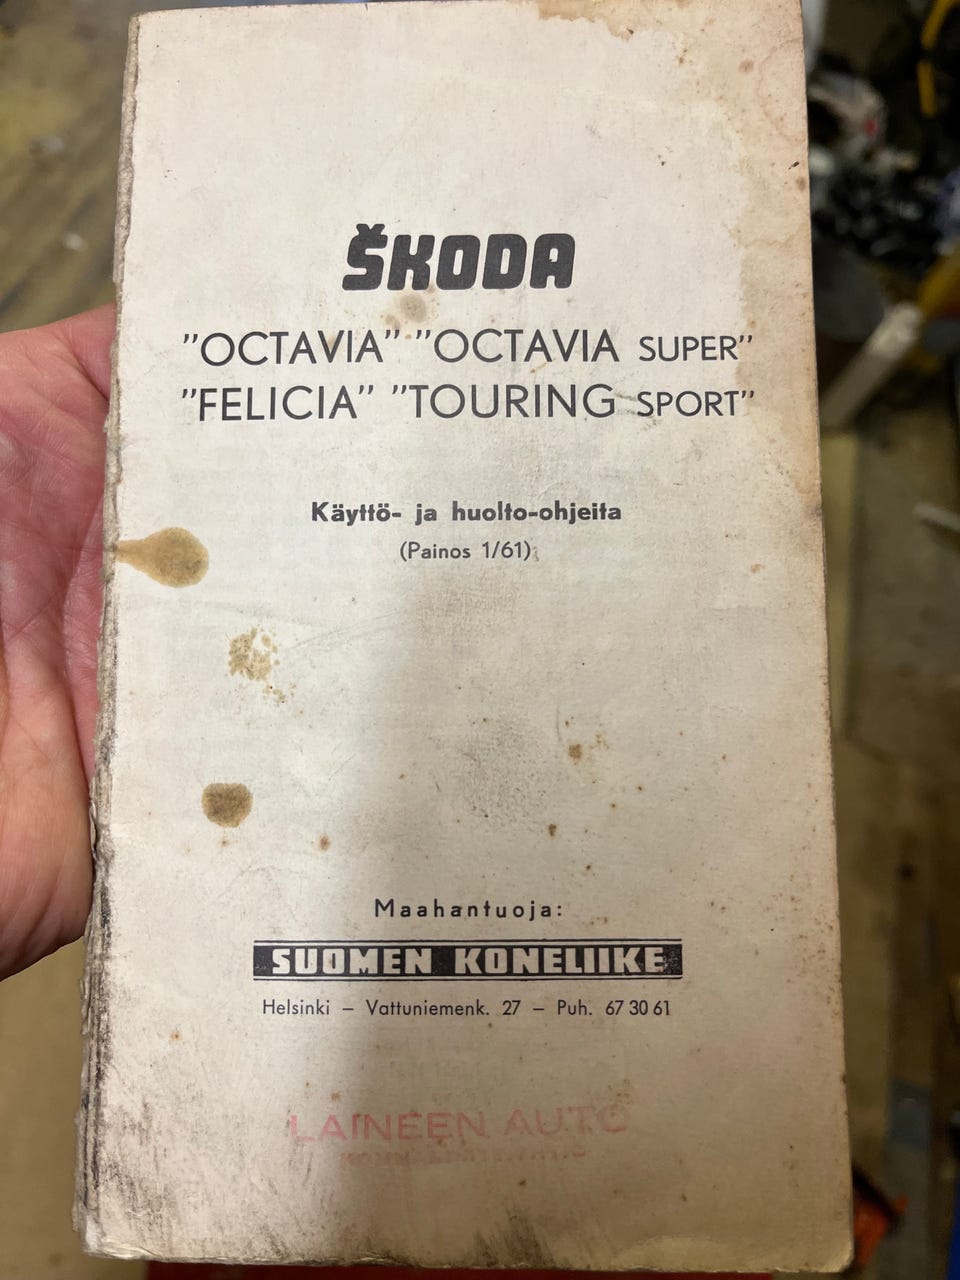 ŠKODA
"OCTAVIA" "OCTAVIA SUPER"
"FELICIA" "TOURING SPORT"
Käyttö- ja huolto-ohjeita
(Painos 1/61)
Maahantuoja:
SUOMEN KONELIIKE
Helsinki – Vattuniemenk. 27 – Puh. 67 30 61
LAINEEN AUTO